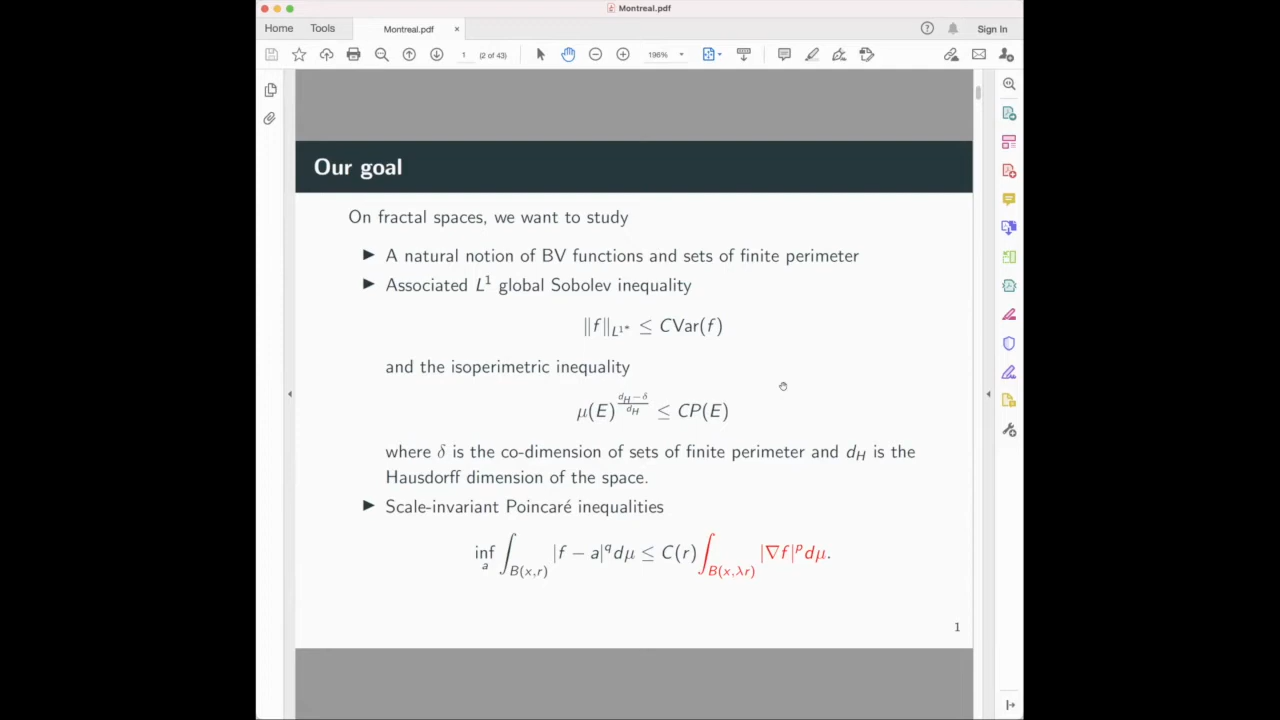 Montreal.pdf
Home Tools Montreal.pdf × Sign In
1 (2 of 43) 196%
Our goal
On fractal spaces, we want to study
▶ A natural notion of BV functions and sets of finite perimeter
▶ Associated L¹ global Sobolev inequality
‖f‖_{L^{1*}} ≤ CVar(f)
and the isoperimetric inequality
μ(E)^{\frac{d_H−δ}{d_H}} ≤ CP(E)
where δ is the co-dimension of sets of finite perimeter and d_H is the
Hausdorff dimension of the space.
▶ Scale-invariant Poincaré inequalities
inf_a ∫_{B(x,r)} |f − a|^q dμ ≤ C(r) ∫_{B(x,λr)} |∇f|^p dμ.
1